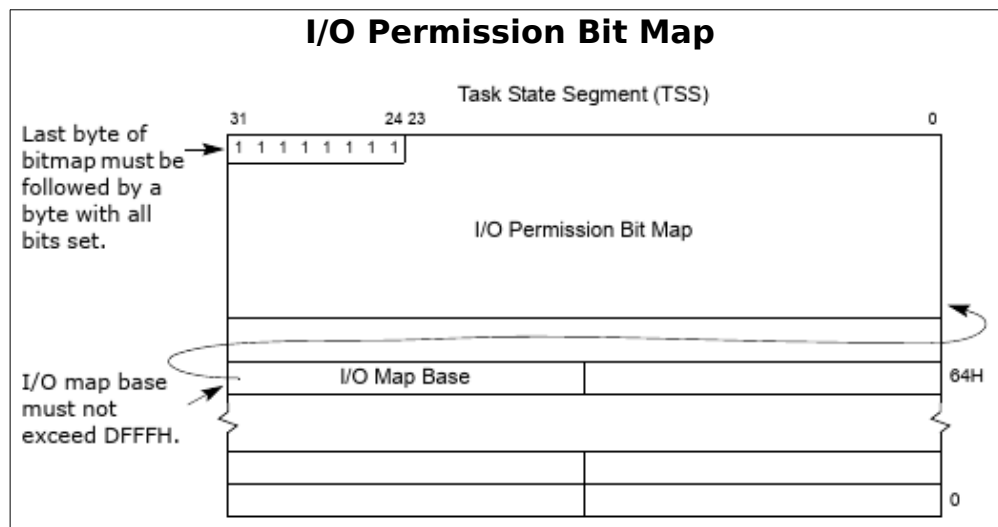 I/O Permission Bit Map
Task State Segment (TSS)
31 24 23 0
Last byte of
bitmap must be
followed by a
byte with all
bits set.
1 1 1 1 1 1 1 1
I/O Permission Bit Map
I/O map base
must not
exceed DFFFH.
I/O Map Base
64H
0